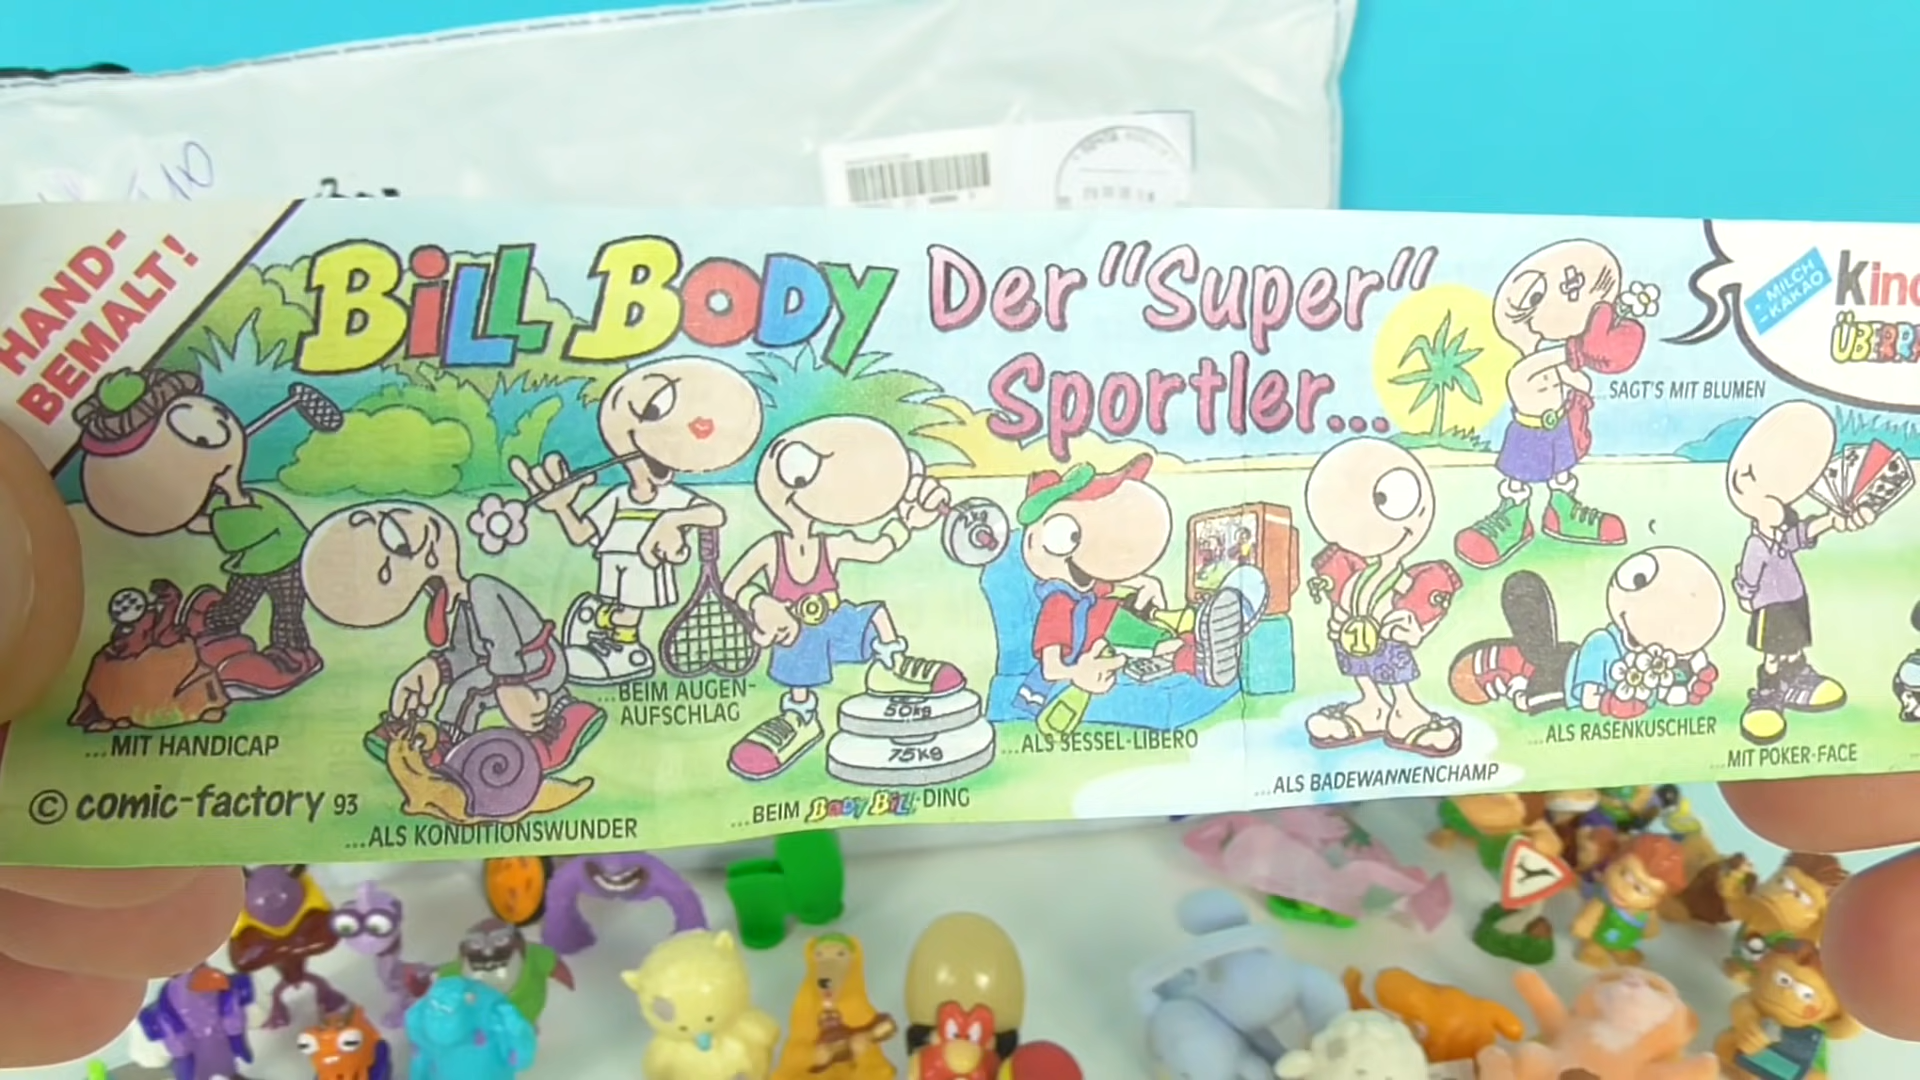 HAND-
BEMALT!
BiLL BODY
Der "Super"
Sportler...
MILCH
KAKAO
...SAGT'S MIT BLUMEN
...MIT HANDICAP
...BEIM AUGEN-
AUFSCHLAG
50kg
75kg
1
...ALS SESSEL-LIBERO
...ALS RASENKUSCHLER
...MIT POKER-FACE
...ALS BADEWANNENCHAMP
...BEIM BODY BiLL-DING
© comic-factory 93
...ALS KONDITIONSWUNDER